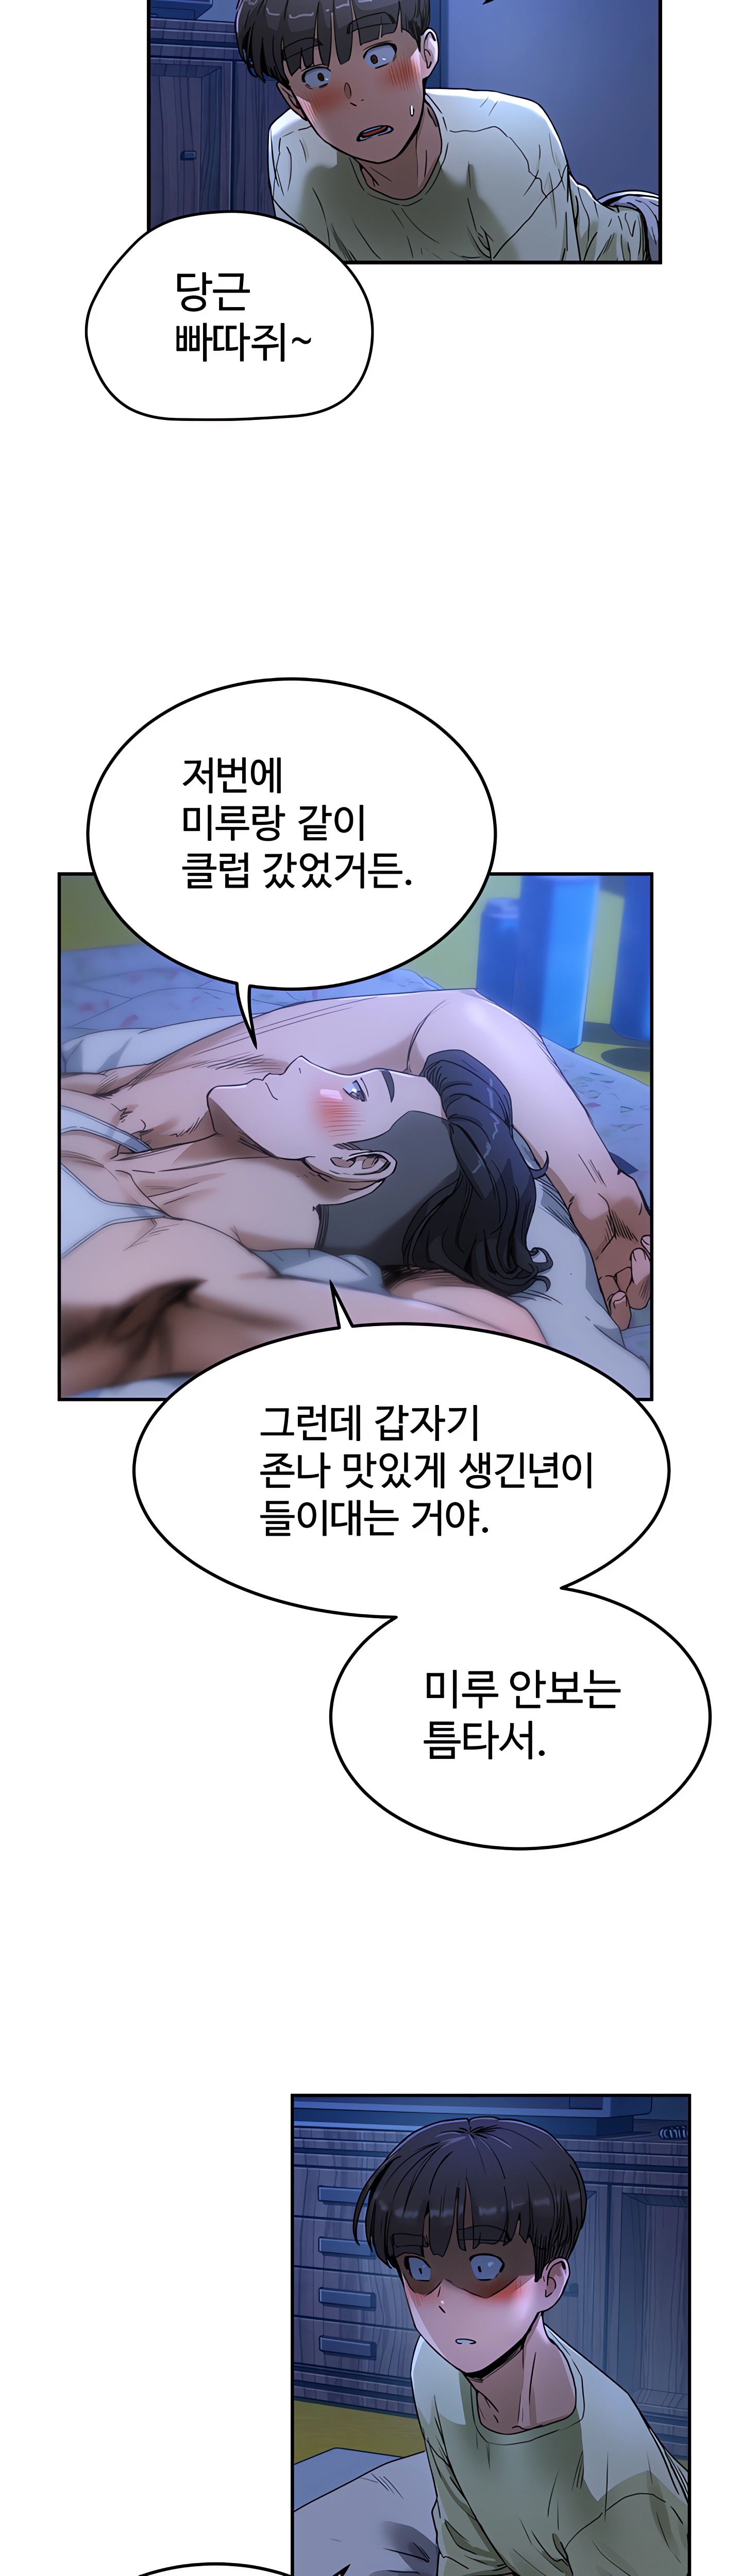 당근
빠따쥐~
저번에
미루랑 같이
클럽 갔었거든.
그런데 갑자기
존나 맛있게 생긴년이
들이대는 거야.
미루 안보는
틈타서.